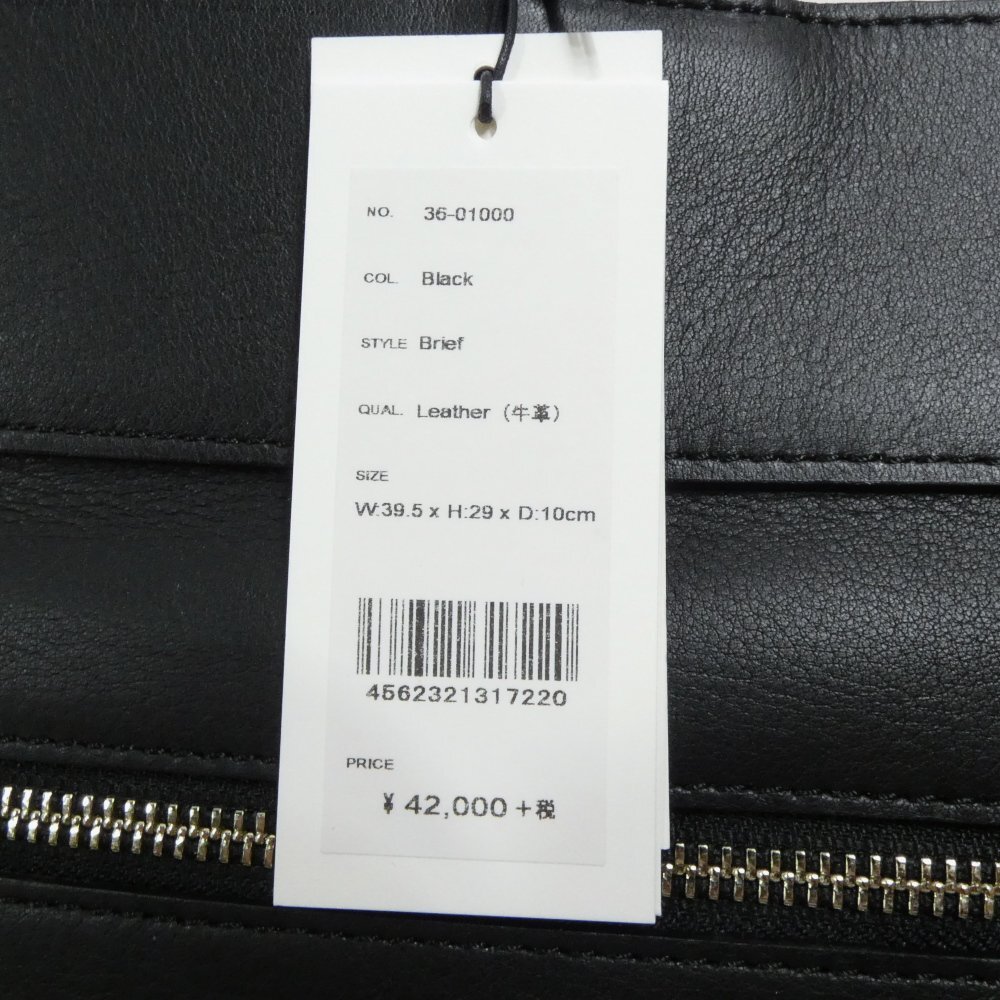 NO. 36-01000
COL. Black
STYLE Brief
QUAL. Leather (牛革)
SIZE
W:39.5 x H:29 x D:10cm
4562321317220
PRICE
¥ 42,000 +税